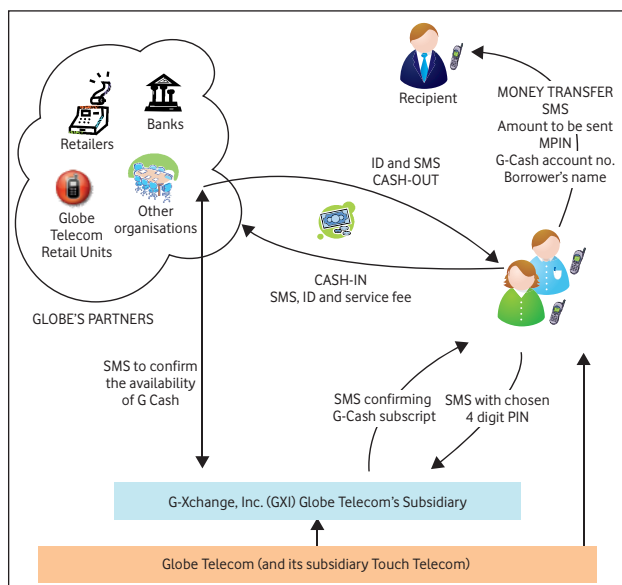 Retailers
Banks
Globe
Telecom
Retail Units
Other
organisations
GLOBE'S PARTNERS
Recipient
MONEY TRANSFER
SMS
Amount to be sent
MPIN
G-Cash account no.
Borrower's name
ID and SMS
CASH-OUT
CASH-IN
SMS, ID and service fee
SMS to confirm
the availability
of G Cash
SMS confirming
G-Cash subscript
SMS with chosen
4 digit PIN
G-Xchange, Inc. (GXI) Globe Telecom's Subsidiary
Globe Telecom (and its subsidiary Touch Telecom)